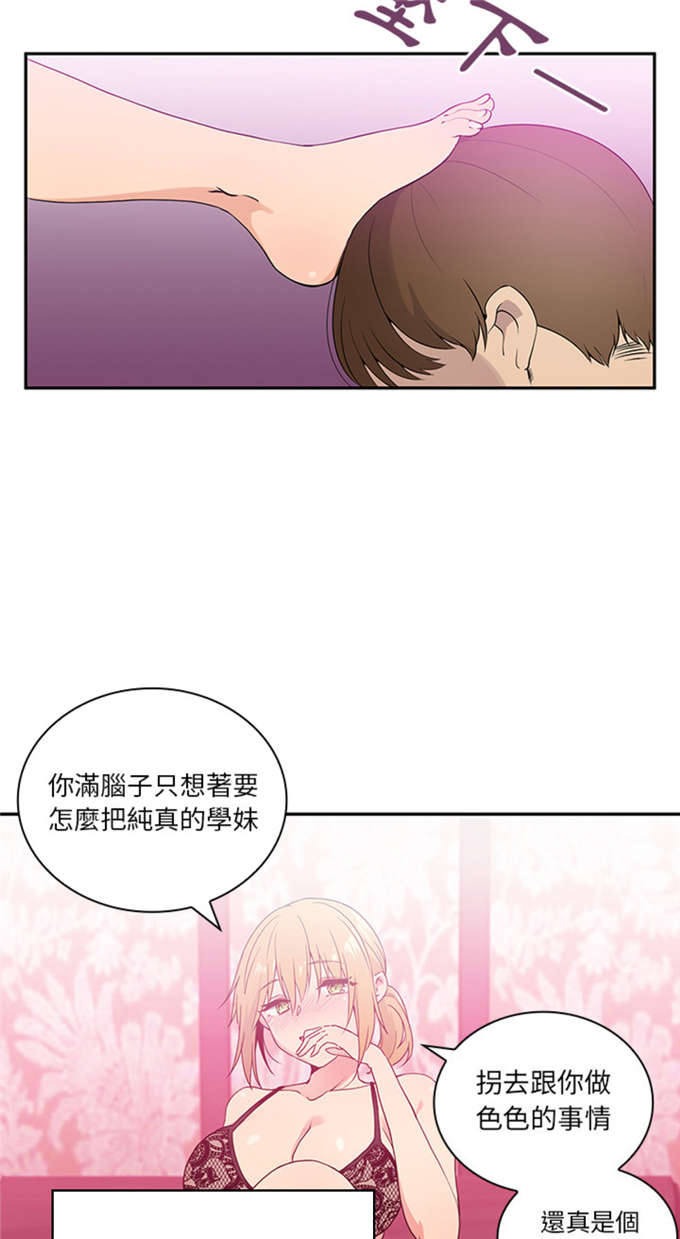 下—
你滿腦子只想著要
怎麼把純真的學妹
拐去跟你做
色色的事情
還真是個